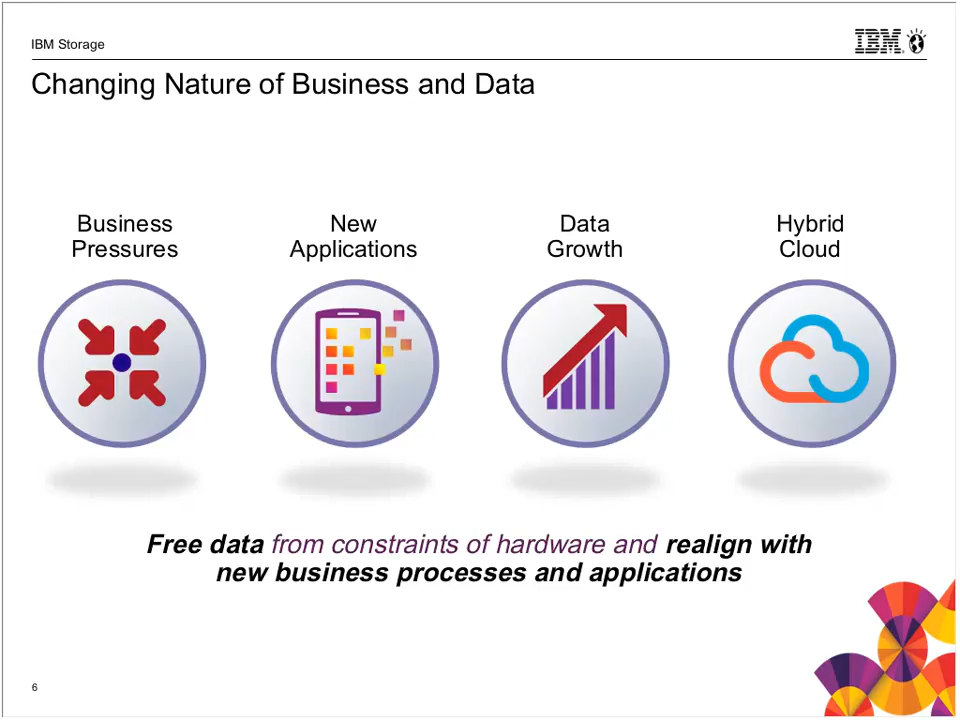 IBM Storage
IBM
Changing Nature of Business and Data
Business
Pressures
New
Applications
Data
Growth
Hybrid
Cloud
Free data from constraints of hardware and realign with
new business processes and applications
6